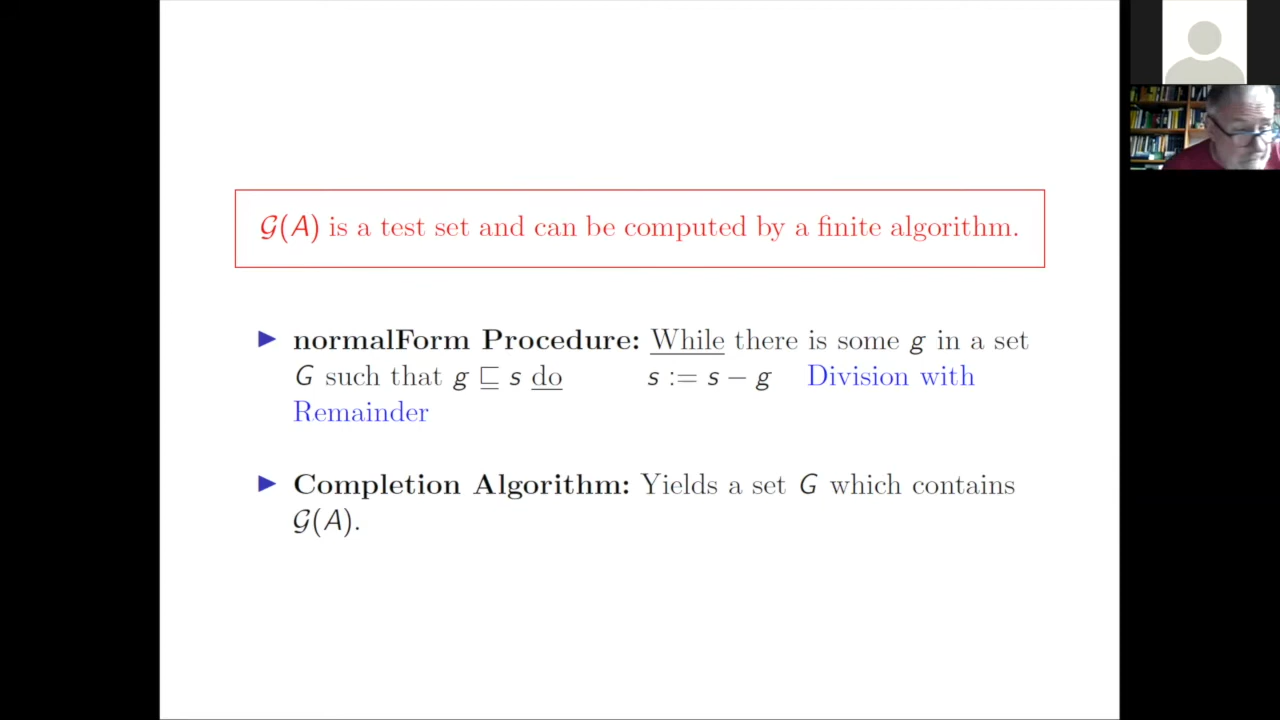 𝒢(A) is a test set and can be computed by a finite algorithm.
▶ normalForm Procedure: While there is some g in a set
G such that g ⊑ s do s := s − g Division with
Remainder
▶ Completion Algorithm: Yields a set G which contains
𝒢(A).